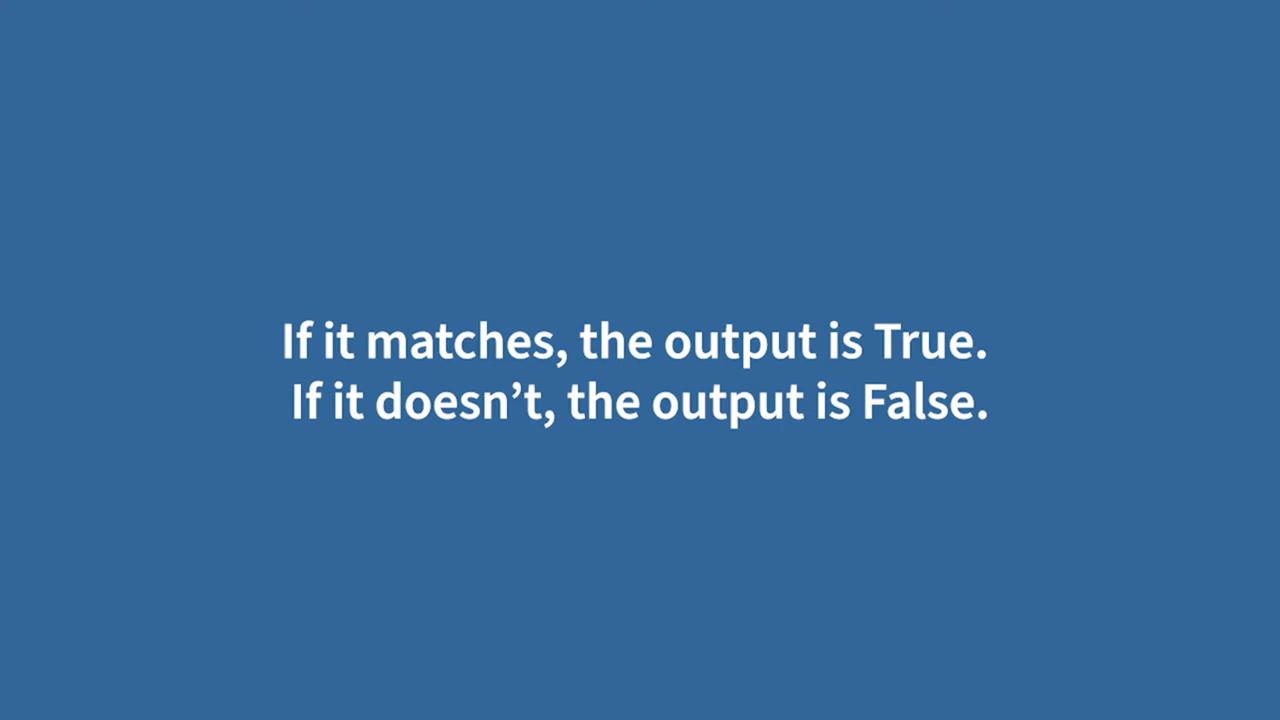 If it matches, the output is True.
If it doesn’t, the output is False.